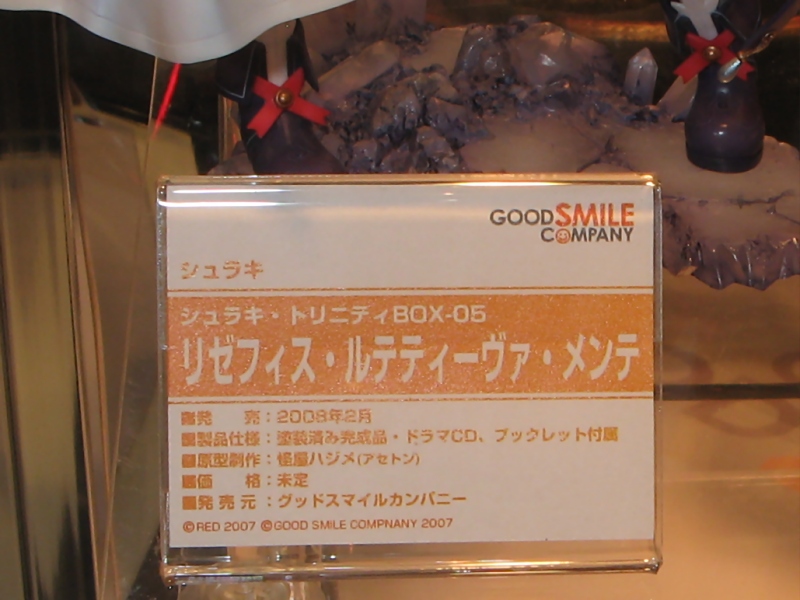 GOOD SMILE
COMPANY
シュラキ
シュラキ・トリニティBOX-05
リゼフィス・ルテティーヴァ・メンテ
■発　売：2008年2月
■製品仕様：塗装済み完成品・ドラマCD、ブックレット付属
■原型制作：怪屋ハジメ(アセトン)
■価　格：未定
■発売元：グッドスマイルカンパニー
©RED 2007 ©GOOD SMILE COMPNANY 2007